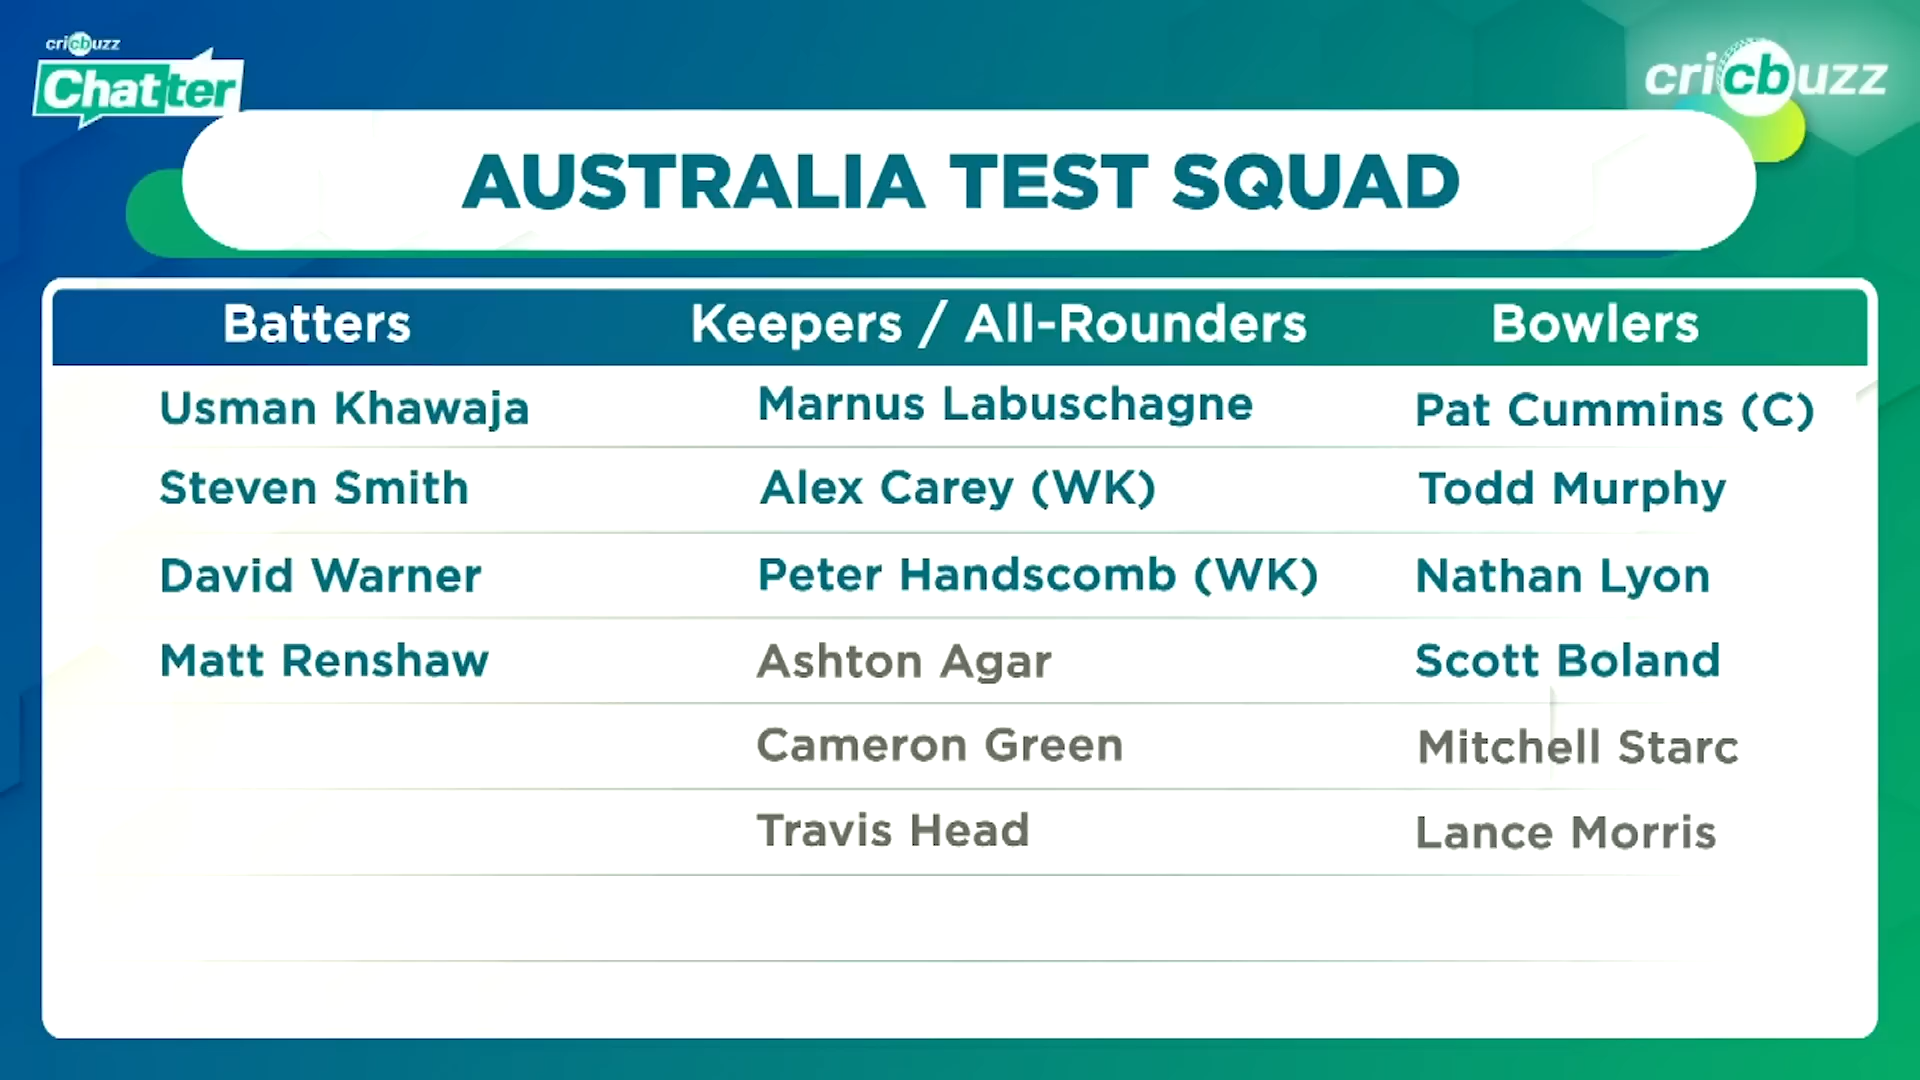 cricbuzz
Chatter
cricbuzz
AUSTRALIA TEST SQUAD
Batters Keepers / All-Rounders Bowlers
Usman Khawaja Marnus Labuschagne Pat Cummins (C)
Steven Smith Alex Carey (WK) Todd Murphy
David Warner Peter Handscomb (WK) Nathan Lyon
Matt Renshaw Ashton Agar Scott Boland
Cameron Green Mitchell Starc
Travis Head Lance Morris